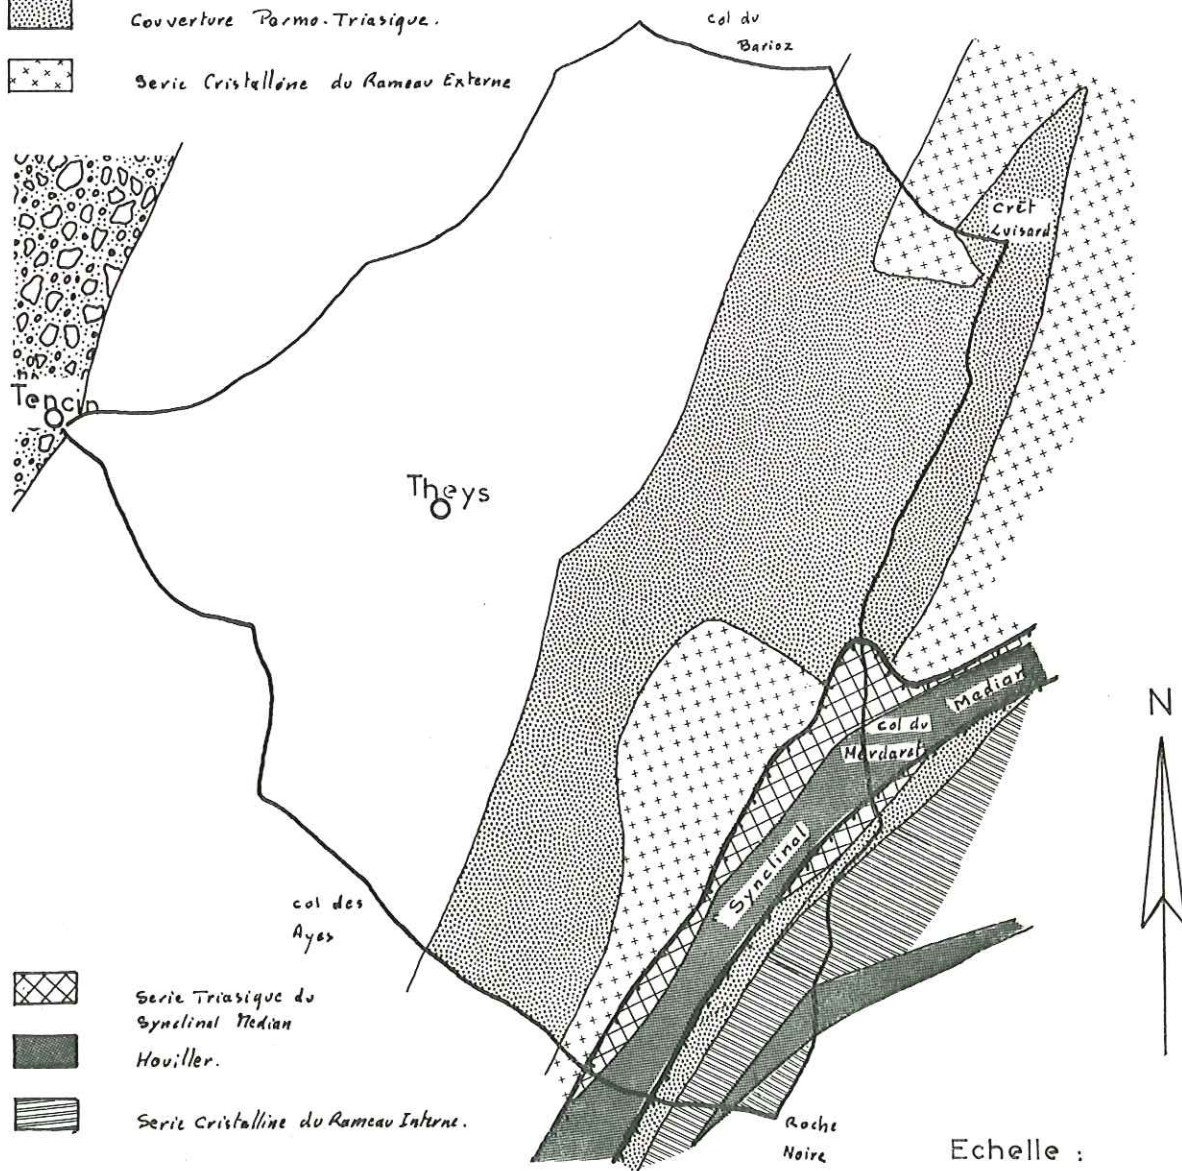 Couverture Permo-Triasique.
Serie Cristalline du Rameau Externe
col du
Barioz
Crêt
Luisard
Tencin
Theys
Median
col du
Merdaret
Synclinal
N
col des
Ayes
Serie Triasique du
Synclinal Median
Houiller.
Serie Cristalline du Rameau Interne.
Roche
Noire
Echelle :